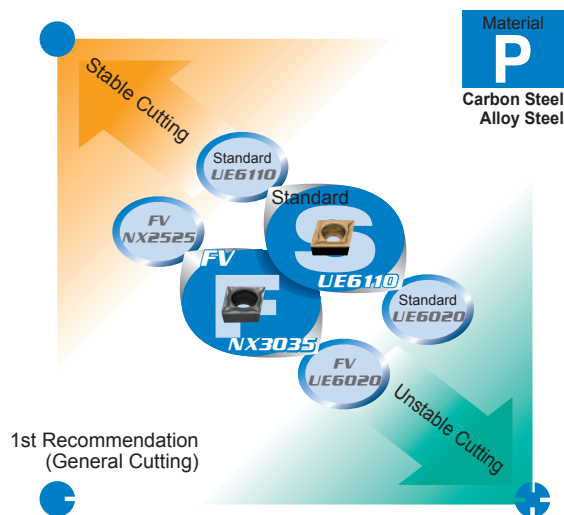 Material
P
Carbon Steel
Alloy Steel
Stable Cutting
Standard
UE6110
FV
NX2525
Standard
S
UE6110
FV
F
NX3035
Standard
UE6020
FV
UE6020
Unstable Cutting
1st Recommendation
(General Cutting)